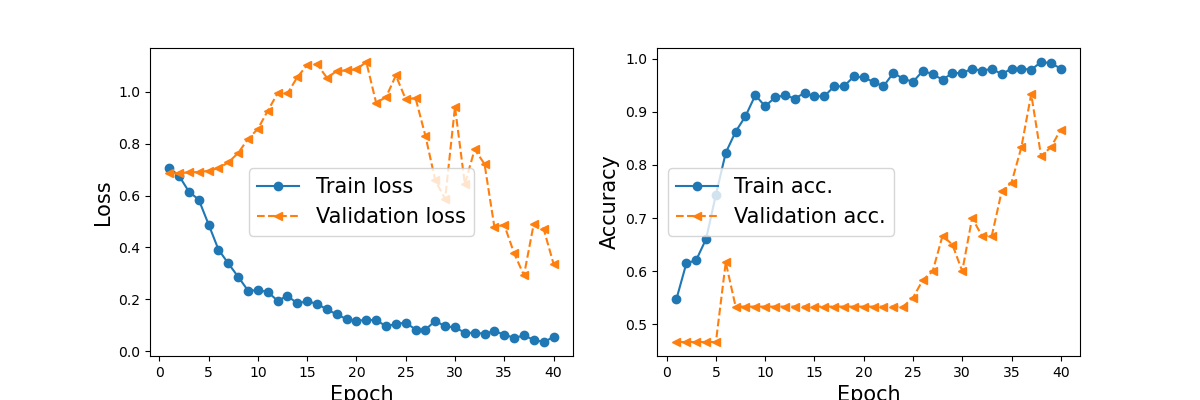 1.0
0.8
0.6
0.4
0.2
0.0
Loss
Train loss
Validation loss
0 5 10 15 20 25 30 35 40
Epoch
1.0
0.9
0.8
0.7
0.6
0.5
Accuracy
Train acc.
Validation acc.
0 5 10 15 20 25 30 35 40
Epoch